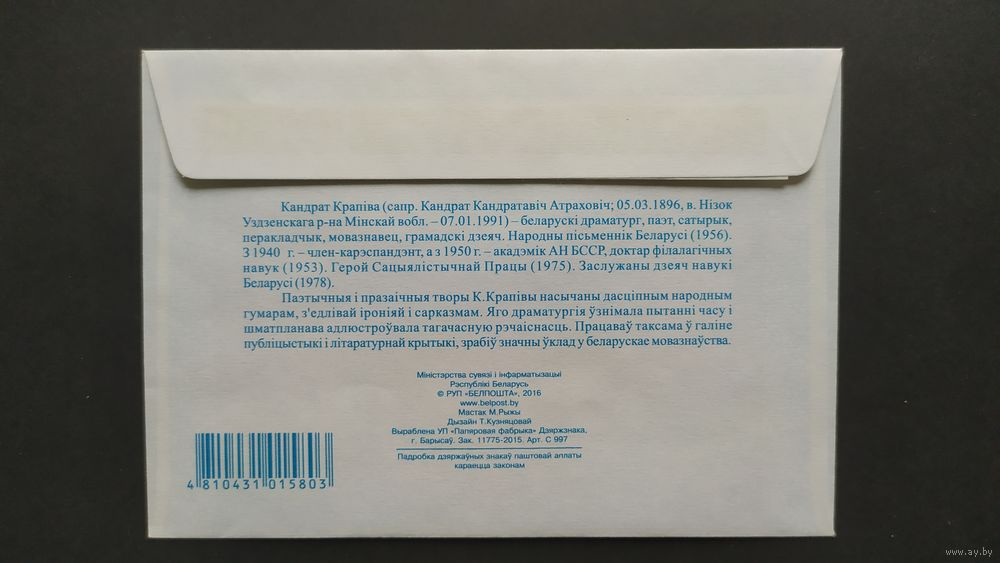 Кандрат Крапіва (сапр. Кандрат Кандратавіч Атраховіч; 05.03.1896, в. Нізок
Уздзенскага р-на Мінскай вобл. – 07.01.1991) – беларускі драматург, паэт, сатырык,
перакладчык, мовазнавец, грамадскі дзеяч. Народны пісьменнік Беларусі (1956).
З 1940 г. – член-карэспандэнт, а з 1950 г. – акадэмік АН БССР, доктар філалагічных
навук (1953). Герой Сацыялістычнай Працы (1975). Заслужаны дзеяч навукі
Беларусі (1978).
Паэтычныя і празаічныя творы К.Крапівы насычаны дасціпным народным
гумарам, з'едлівай іроніяй і сарказмам. Яго драматургія ўзнімала пытанні часу і
шматпланава адлюстроўвала тагачасную рэчаіснасць. Працаваў таксама ў галіне
публіцыстыкі і літаратурнай крытыкі, зрабіў значны ўклад у беларускае мовазнаўства.
Міністэрства сувязі і інфарматызацыі
Рэспублікі Беларусь
© РУП «БЕЛПОШТА», 2016
www.belpost.by
Мастак М.Рыжы
Дызайн Т.Кузняцовай
Выраблена УП «Папяровая фабрыка» Дзяржзнака,
г. Барысаў. Зак. 11775-2015. Арт. С 997
Падробка дзяржаўных знакаў паштовай аплаты
караецца законам
4 810431 015803
www.ay.by